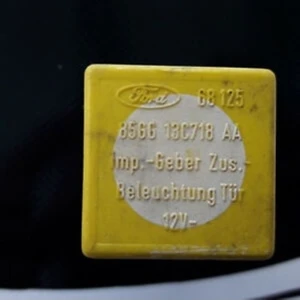 Ford 68 125
85GG 13C718 AA
Imp.-Geber Zus.-
Beleuchtung Tür
12V-